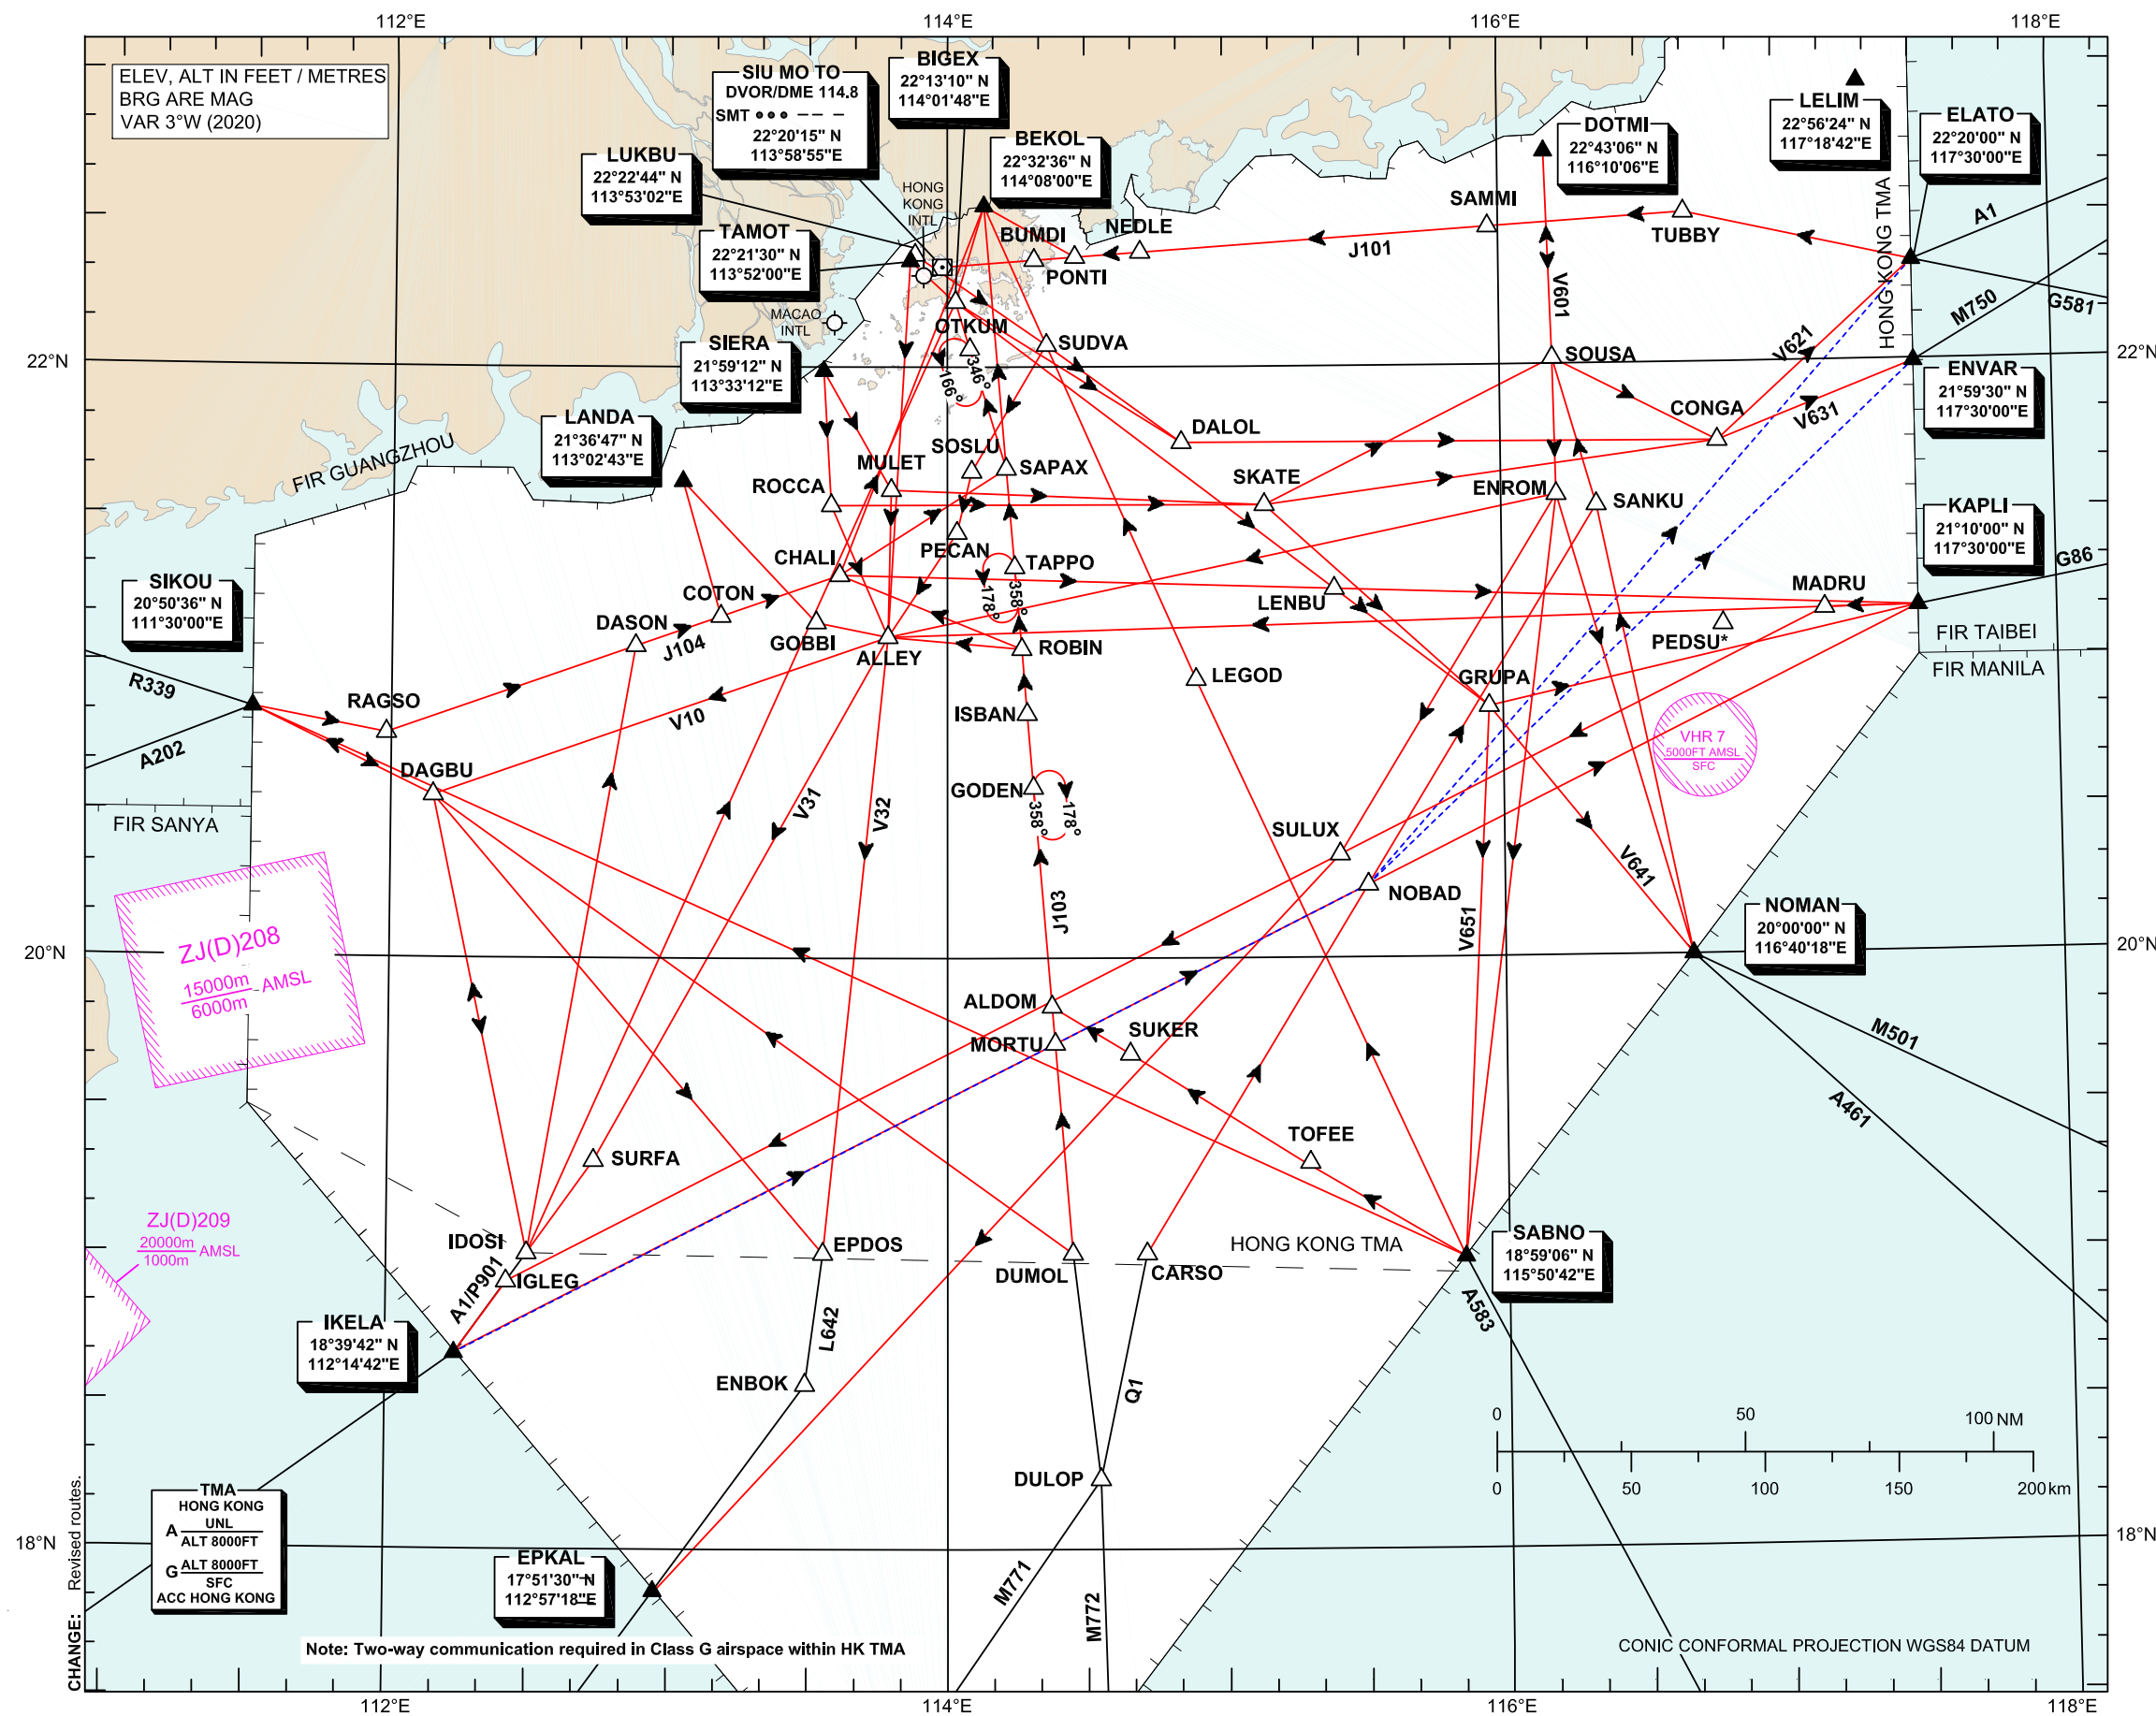 112°E
114°E
116°E
118°E
ELEV, ALT IN FEET / METRES
BRG ARE MAG
VAR 3°W (2020)
SIU MO TO
DVOR/DME 114.8
SMT
22°20'15" N
113°58'55"E
BIGEX
22°13'10" N
114°01'48"E
BEKOL
22°32'36" N
114°08'00"E
DOTMI
22°43'06" N
116°10'06"E
LELIM
22°56'24" N
117°18'42"E
ELATO
22°20'00" N
117°30'00"E
LUKBU
22°22'44" N
113°53'02"E
TAMOT
22°21'30" N
113°52'00"E
HONG
KONG
INTL
BUMDI
NEDLE
PONTI
SAMMI
TUBBY
J101
V601
HONG KONG TMA
A1
M750
G581
MACAO
INTL
SIERA
21°59'12" N
113°33'12"E
OTKUM
SUDVA
SOUSA
V621
22°N
22°N
346°
166°
ENVAR
21°59'30" N
117°30'00"E
LANDA
21°36'47" N
113°02'43"E
FIR GUANGZHOU
DALOL
CONGA
V631
SOSLU
MULET
SAPAX
SKATE
ROCCA
ENROM
SANKU
KAPLI
21°10'00" N
117°30'00"E
G86
PECAN
CHALI
TAPPO
178°
358°
LENBU
MADRU
SIKOU
20°50'36" N
111°30'00"E
COTON
DASON
J104
GOBBI
ALLEY
ROBIN
PEDSU*
FIR TAIBEI
FIR MANILA
R339
A202
RAGSO
V10
LEGOD
GRUPA
ISBAN
VHR 7
5000FT AMSL
SFC
DAGBU
GODEN
358°
178°
V31
V32
FIR SANYA
SULUX
NOBAD
V641
V651
J103
NOMAN
20°00'00" N
116°40'18"E
20°N
20°N
ZJ(D)208
15000m
6000m
AMSL
ALDOM
MORTU
SUKER
M501
A461
SURFA
TOFEE
ZJ(D)209
20000m
1000m
AMSL
IDOSI
EPDOS
HONG KONG TMA
SABNO
18°59'06" N
115°50'42"E
IGLEG
A1/P901
DUMOL
CARSO
A583
IKELA
18°39'42" N
112°14'42"E
L642
ENBOK
Q1
0
50
100 NM
0
50
100
150
200km
DULOP
TMA
HONG KONG
A
UNL
ALT 8000FT
G
ALT 8000FT
SFC
ACC HONG KONG
18°N
18°N
EPKAL
17°51'30" N
112°57'18"E
M771
M772
CHANGE: Revised routes.
Note: Two-way communication required in Class G airspace within HK TMA
CONIC CONFORMAL PROJECTION WGS84 DATUM
112°E
114°E
116°E
118°E